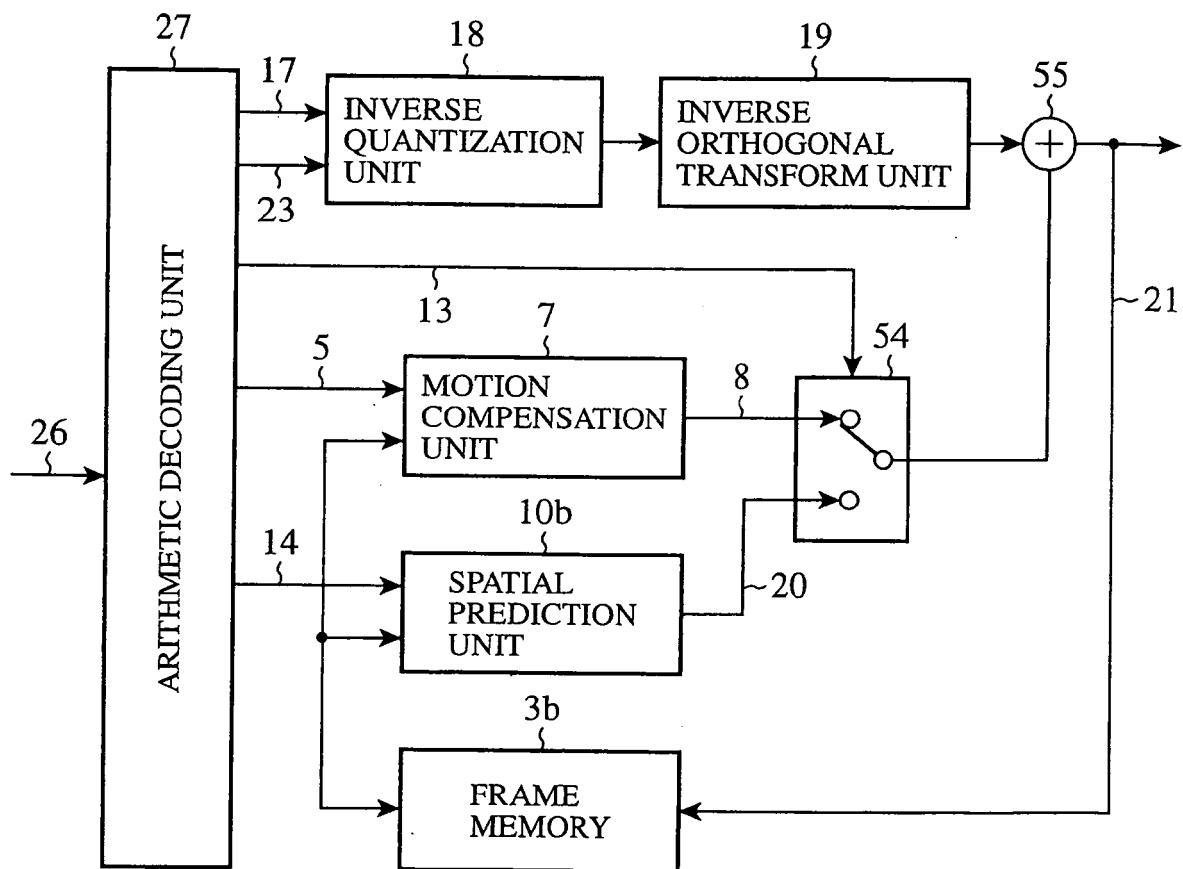 27
17
18
19
55
INVERSE
QUANTIZATION
UNIT
INVERSE
ORTHOGONAL
TRANSFORM UNIT
+
23
ARITHMETIC DECODING UNIT
13
21
5
7
54
MOTION
COMPENSATION
UNIT
8
26
14
10b
SPATIAL
PREDICTION
UNIT
20
3b
FRAME
MEMORY